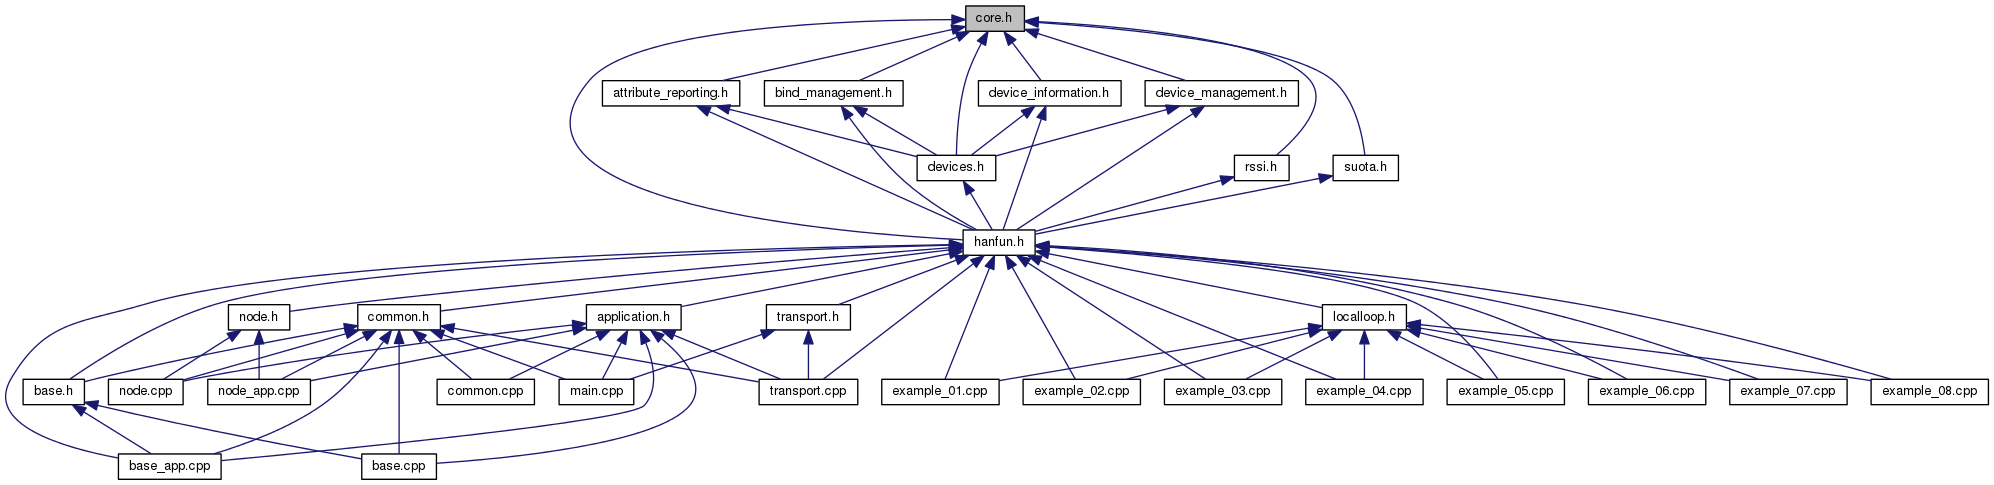 core.h
attribute_reporting.h
bind_management.h
device_information.h
device_management.h
devices.h
rssi.h
suota.h
hanfun.h
node.h
common.h
application.h
transport.h
localloop.h
base.h
node.cpp
node_app.cpp
common.cpp
main.cpp
transport.cpp
example_01.cpp
example_02.cpp
example_03.cpp
example_04.cpp
example_05.cpp
example_06.cpp
example_07.cpp
example_08.cpp
base_app.cpp
base.cpp